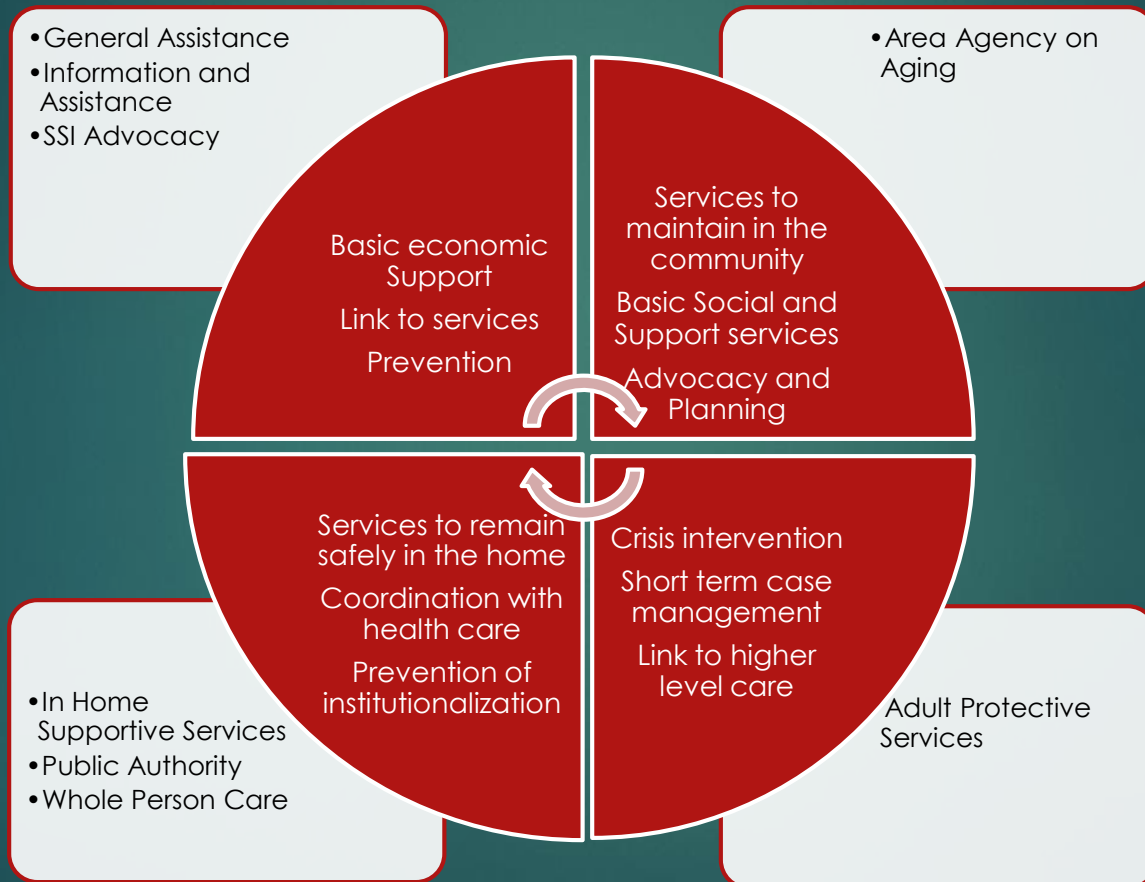 •General Assistance
•Information and
Assistance
•SSI Advocacy
•Area Agency on
Aging
Basic economic
Support
Link to services
Prevention
Services to
maintain in the
community
Basic Social and
Support services
Advocacy and
Planning
Services to remain
safely in the home
Coordination with
health care
Prevention of
institutionalization
Crisis intervention
Short term case
management
Link to higher
level care
•In Home
Supportive Services
•Public Authority
•Whole Person Care
Adult Protective
Services